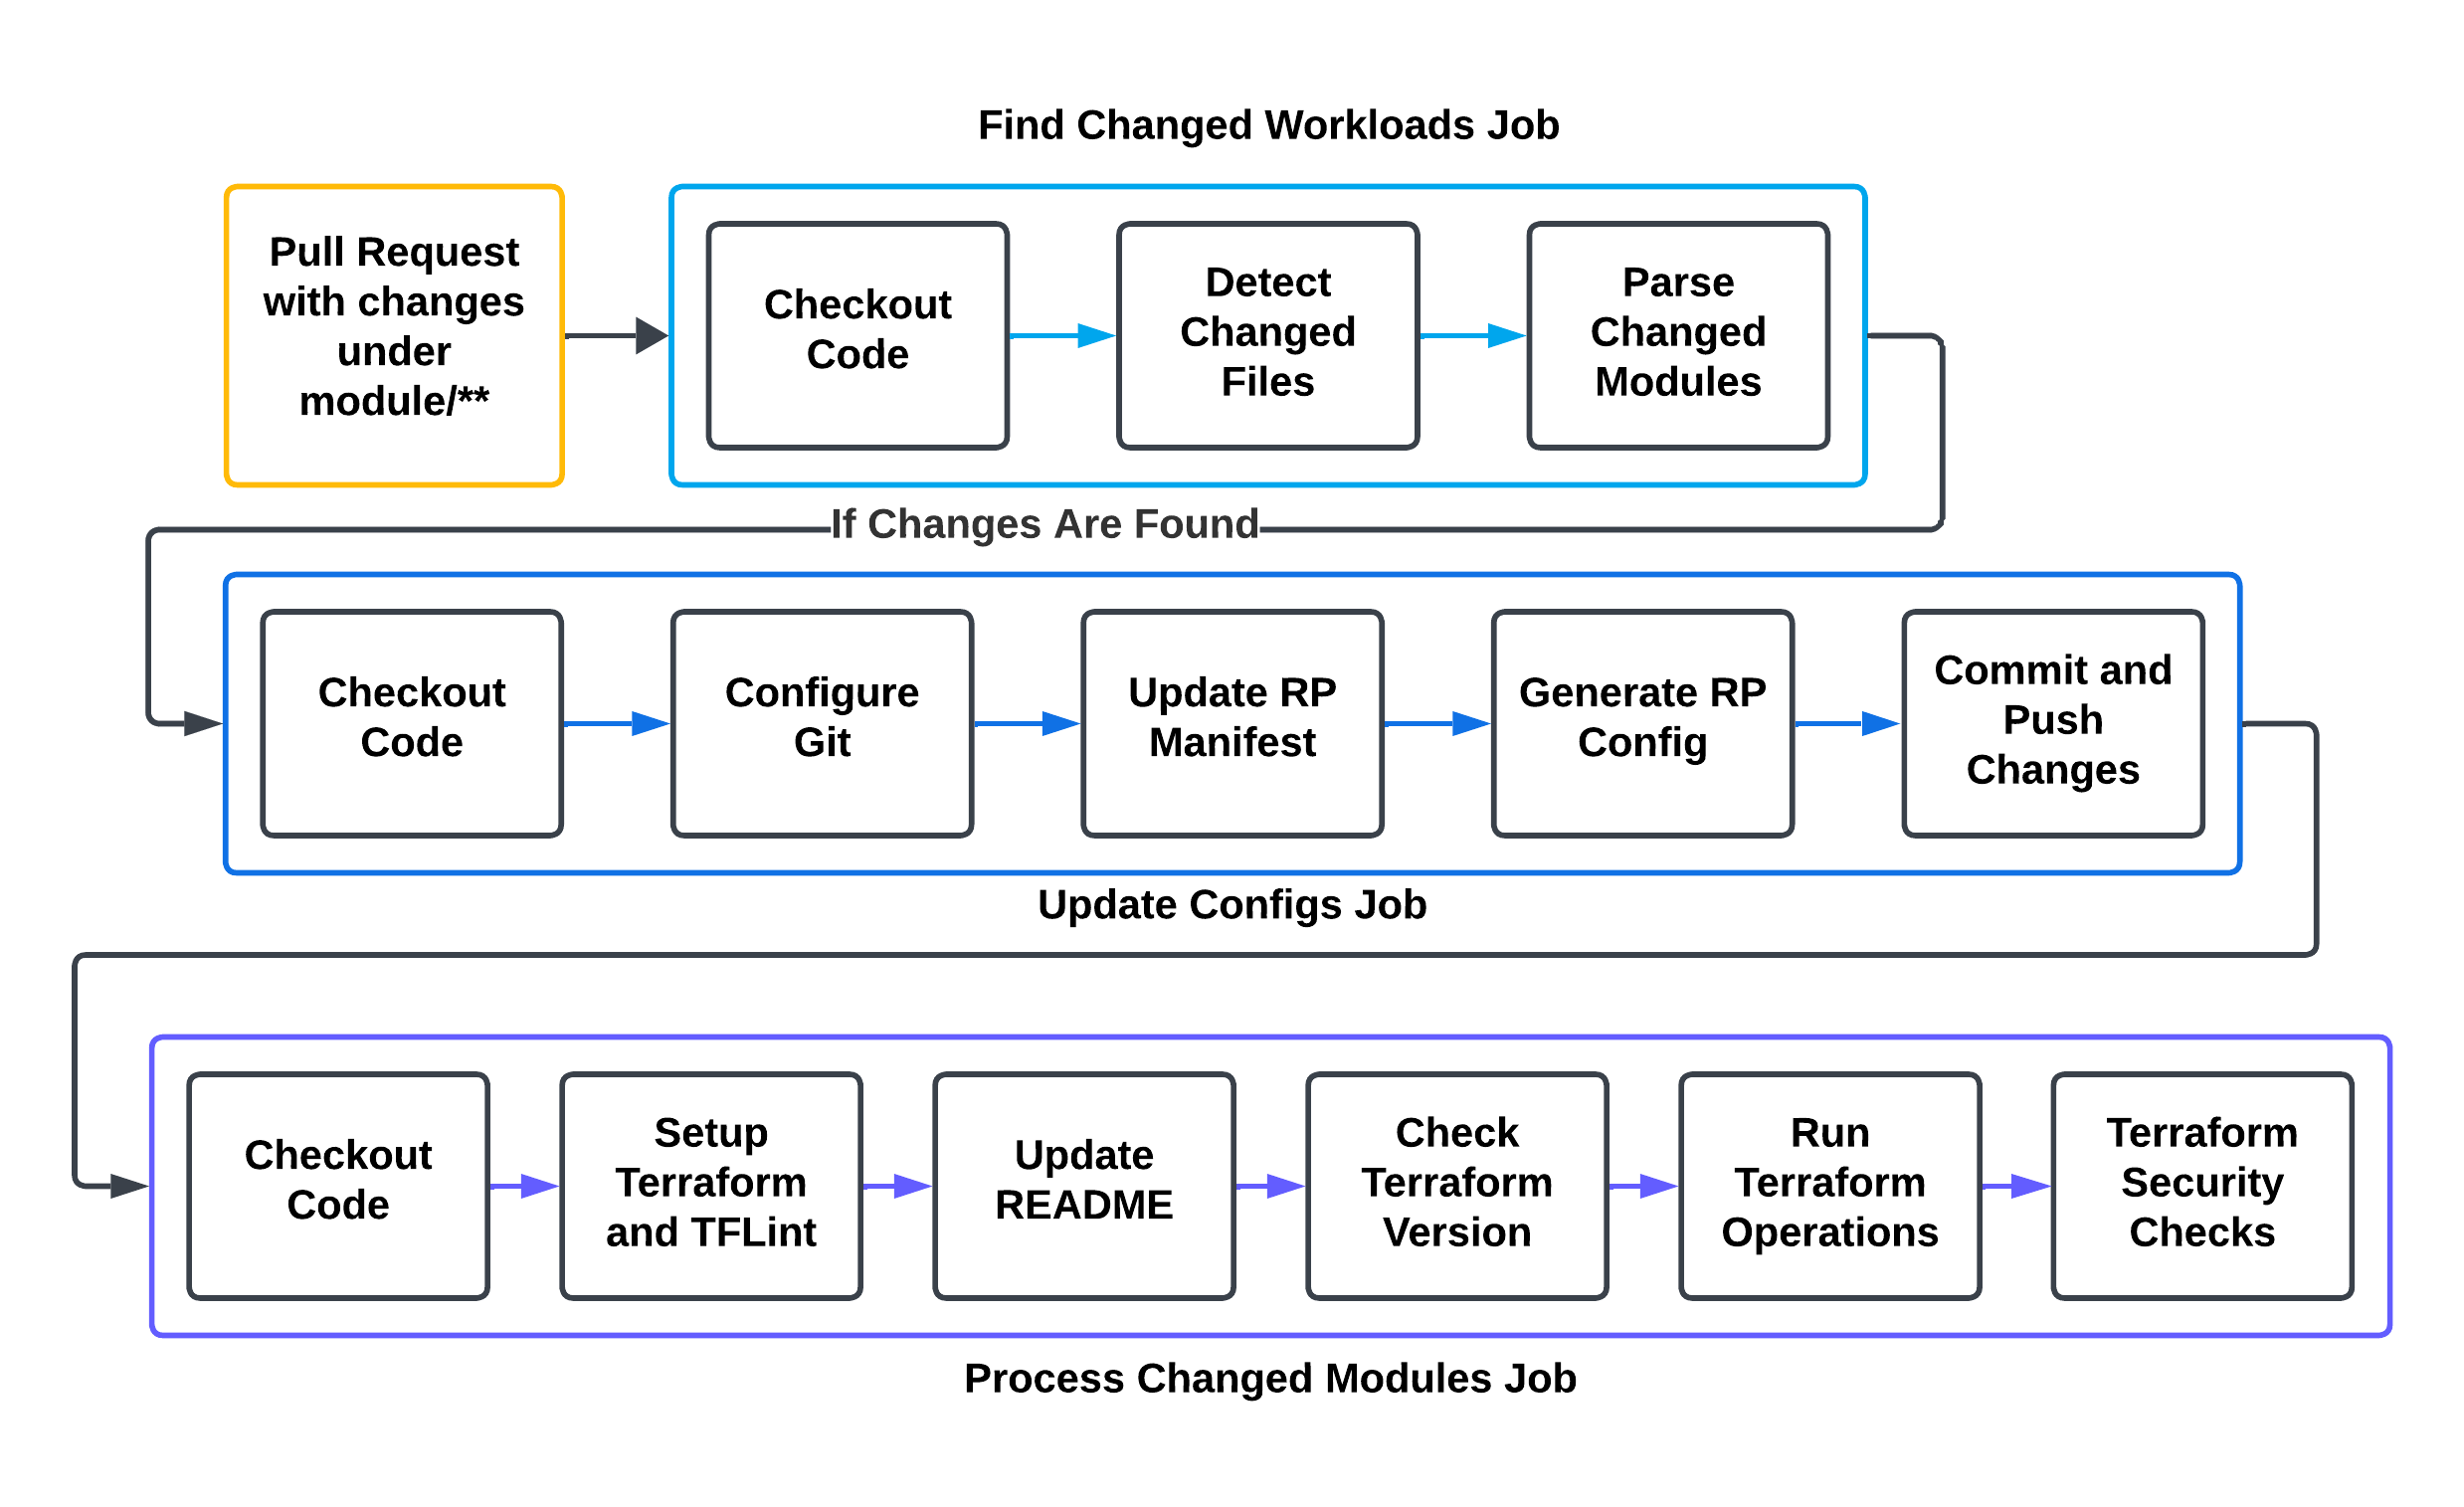 Find Changed Workloads Job
Pull Request
with changes
under
module/**
Checkout
Code
Detect
Changed
Files
Parse
Changed
Modules
If Changes Are Found
Checkout
Code
Configure
Git
Update RP
Manifest
Generate RP
Config
Commit and
Push
Changes
Update Configs Job
Checkout
Code
Setup
Terraform
and TFLint
Update
README
Check
Terraform
Version
Run
Terraform
Operations
Terraform
Security
Checks
Process Changed Modules Job